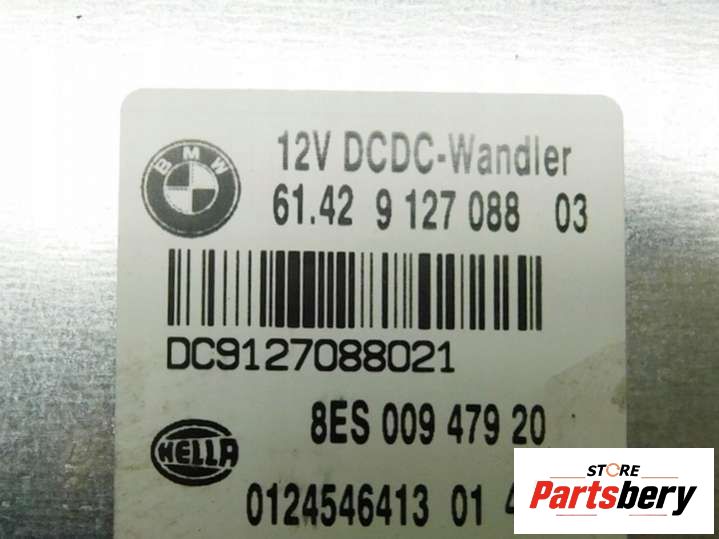 BMW
12V DCDC-Wandler
61.42 9 127 088 03
DC9127088021
HELLA
8ES 009 479 20
0124546413 01
STORE
Partsbery